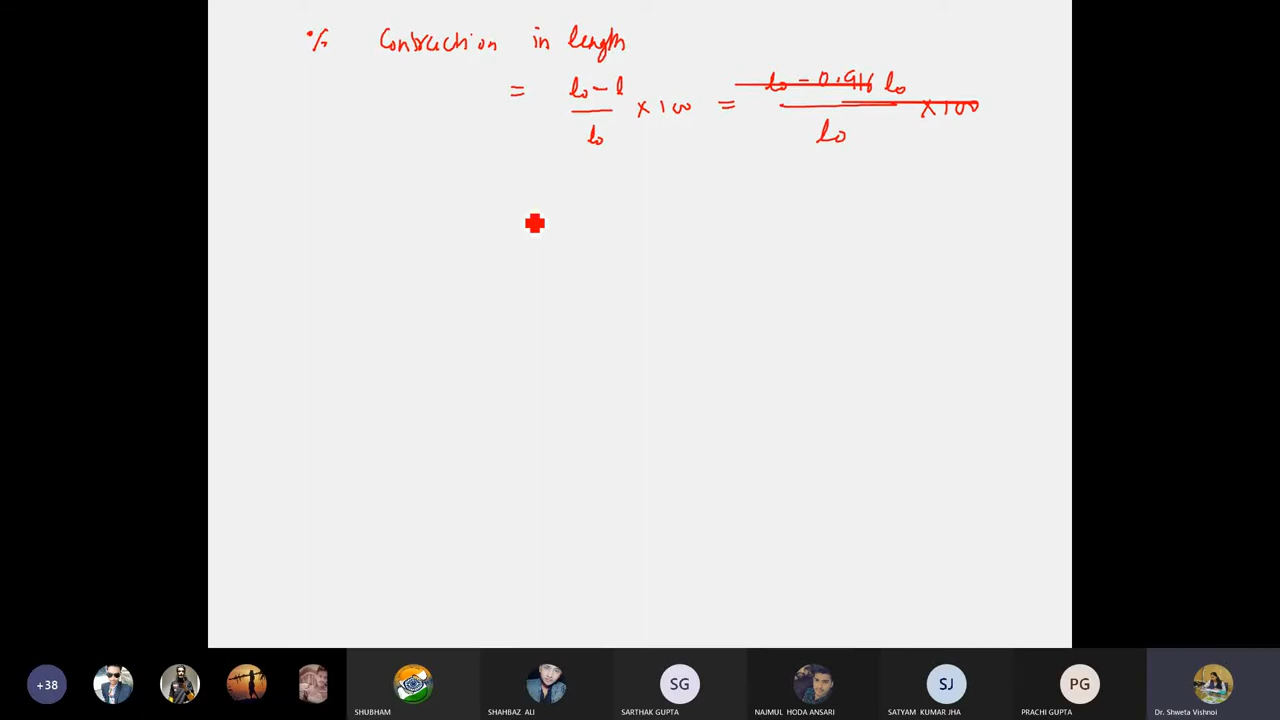 % Contraction in length
= l₀ - l / l₀ × 100 = l₀ - 0.916 l₀ / l₀ × 100
+38
SHUBHAM
SHAHBAZ ALI
SG
SARTHAK GUPTA
NAJMUL HODA ANSARI
SJ
SATYAM KUMAR JHA
PG
PRACHI GUPTA
Dr. Shweta Vishnoi